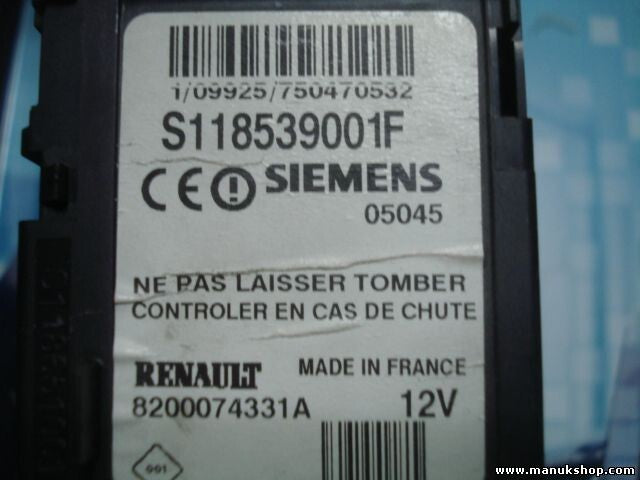 1/09925/750470532
S118539001F
CE SIEMENS
05045
NE PAS LAISSER TOMBER
CONTROLER EN CAS DE CHUTE
RENAULT MADE IN FRANCE
8200074331A 12V
001
www.manukshop.com